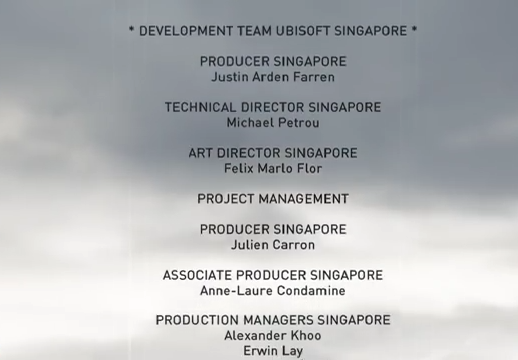 * DEVELOPMENT TEAM UBISOFT SINGAPORE *
PRODUCER SINGAPORE
Justin Arden Farren
TECHNICAL DIRECTOR SINGAPORE
Michael Petrou
ART DIRECTOR SINGAPORE
Felix Marlo Flor
PROJECT MANAGEMENT
PRODUCER SINGAPORE
Julien Carron
ASSOCIATE PRODUCER SINGAPORE
Anne-Laure Condamine
PRODUCTION MANAGERS SINGAPORE
Alexander Khoo
Erwin Lay